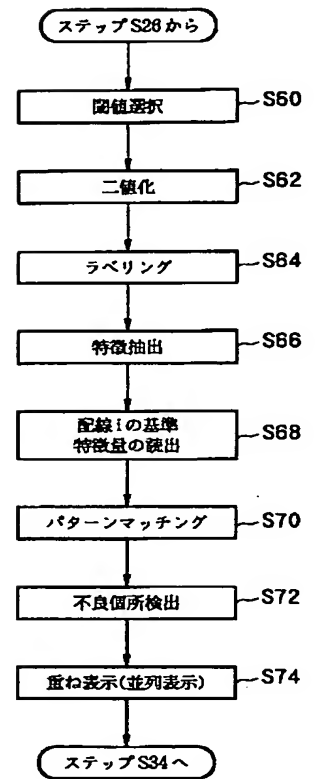 ステップS26から
閾値選択 S60
二値化 S62
ラベリング S64
特徴抽出 S66
配線iの基準
特徴量の読出 S68
パターンマッチング S70
不良個所検出 S72
重ね表示(並列表示) S74
ステップS34へ